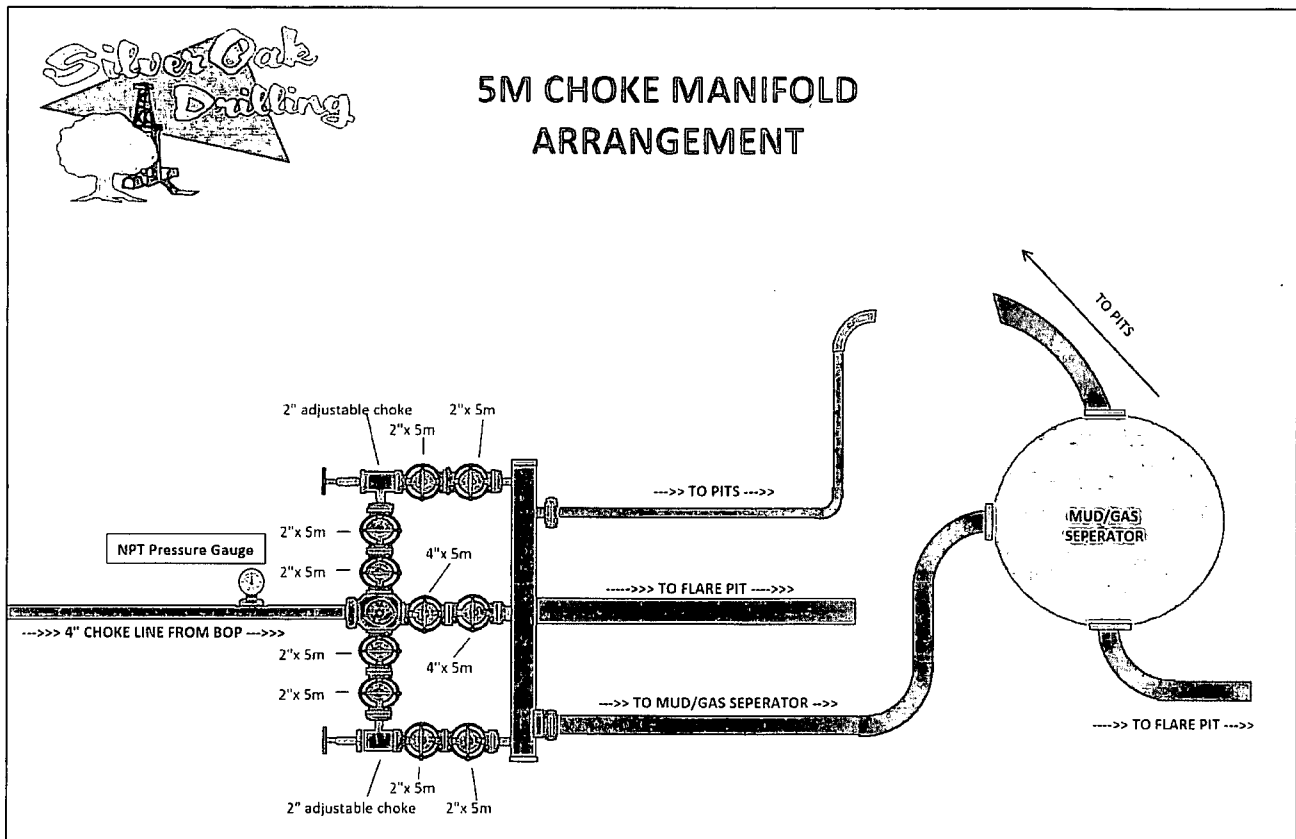 SilverOak
Drilling
5M CHOKE MANIFOLD
ARRANGEMENT
TO PITS
2" adjustable choke
2"x 5m
2"x 5m
--->> TO PITS --->>
MUD/GAS
SEPERATOR
2"x 5m
NPT Pressure Gauge
2"x 5m
4"x 5m
----->>> TO FLARE PIT --->>>
--->>> 4" CHOKE LINE FROM BOP --->>>
2"x 5m
4"x 5m
2"x 5m
--->> TO MUD/GAS SEPERATOR -->>
---->> TO FLARE PIT --->>
2"x 5m
2" adjustable choke
2"x 5m